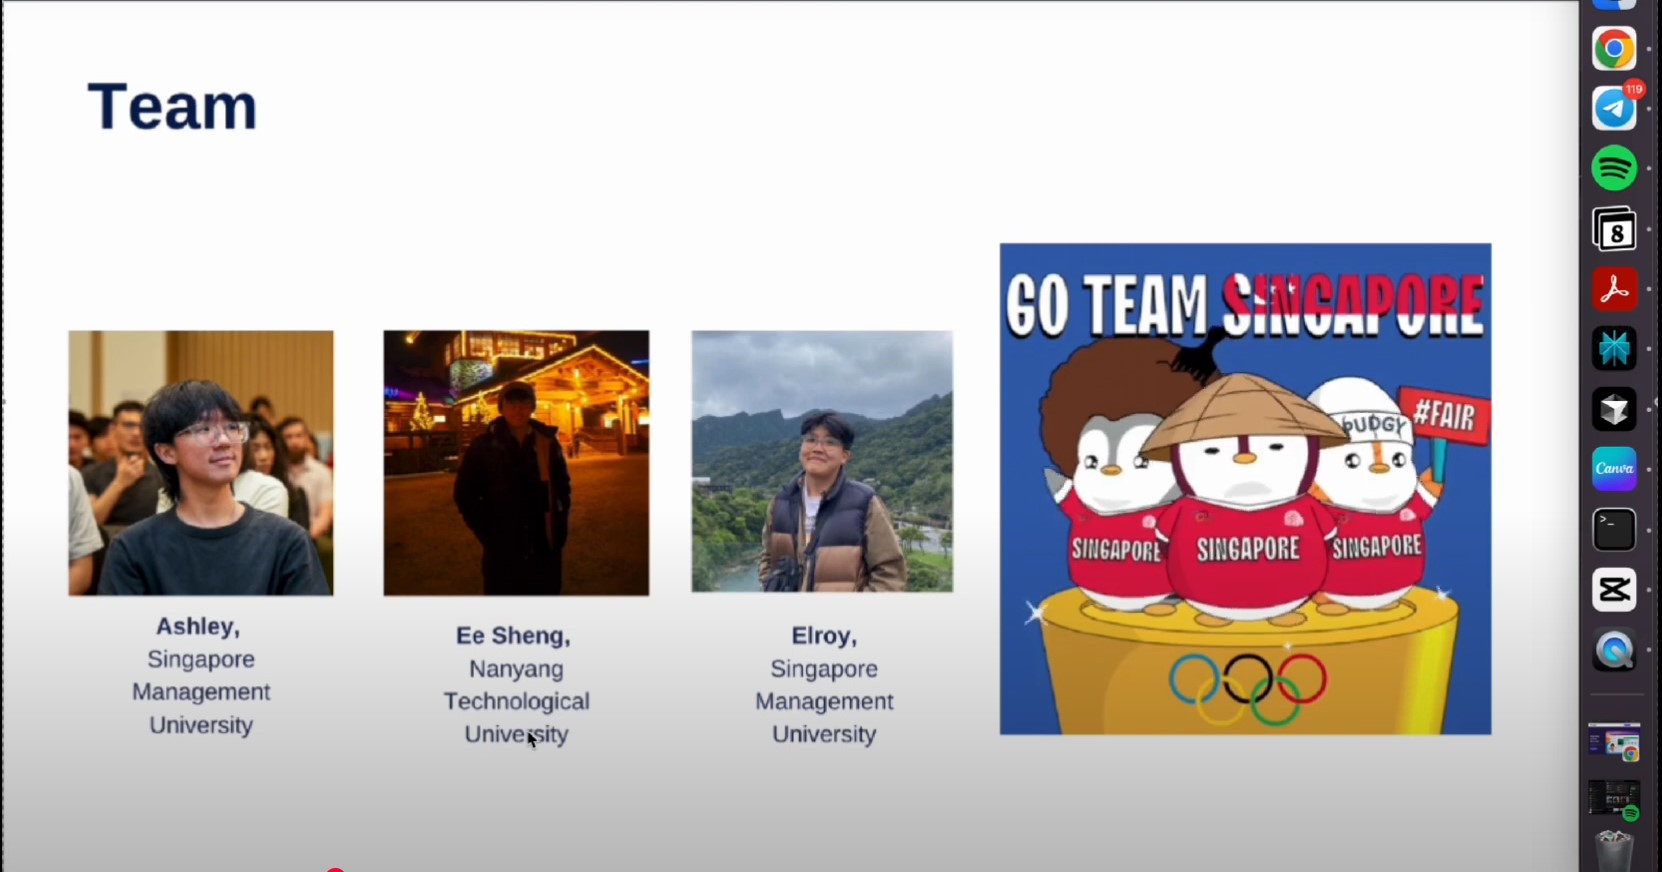 Team
GO TEAM SINGAPORE
PUDGY
#FAIR
SINGAPORE
SINGAPORE
SINGAPORE
Ashley,
Singapore
Management
University
Ee Sheng,
Nanyang
Technological
University
Elroy,
Singapore
Management
University
119
8
Canva
>_